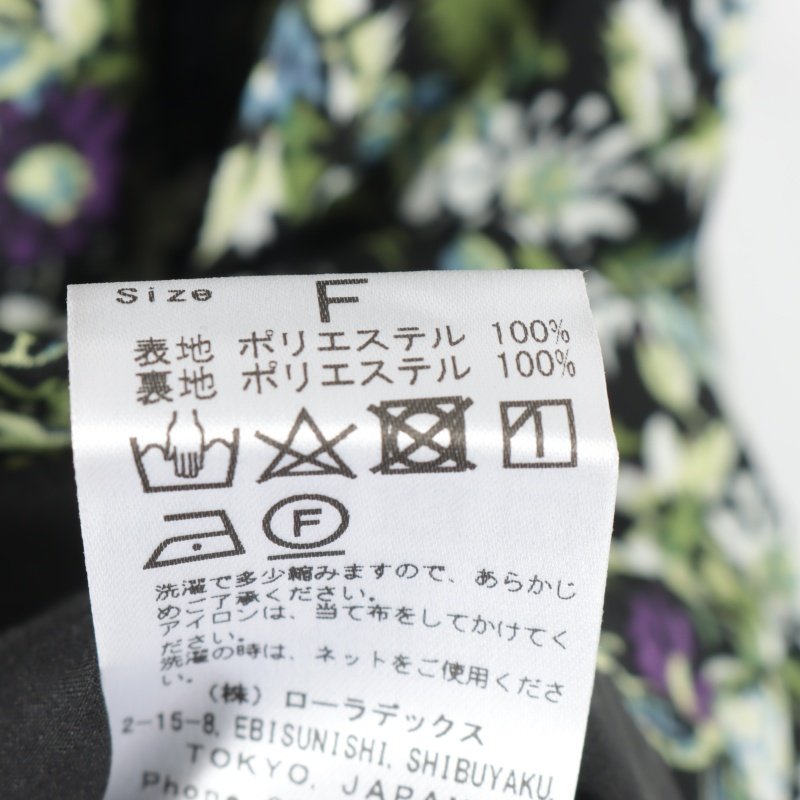 Size F
表地 ポリエステル 100%
裏地 ポリエステル 100%
F
洗濯で多少縮みますので、あらかじ
めご了承ください。
アイロンは、当て布をしてかけてく
ださい。
洗濯の時は、ネットをご使用くださ
い。
(株) ローラデックス
2-15-8, EBISUNISHI, SHIBUYAKU,
TOKYO, JAPAN
Phone